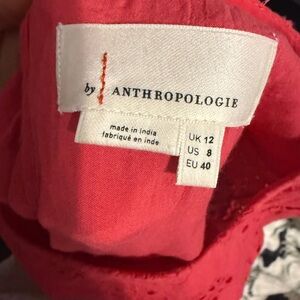 by ANTHROPOLOGIE
made in india
fabriqué en inde
UK 12
US 8
EU 40